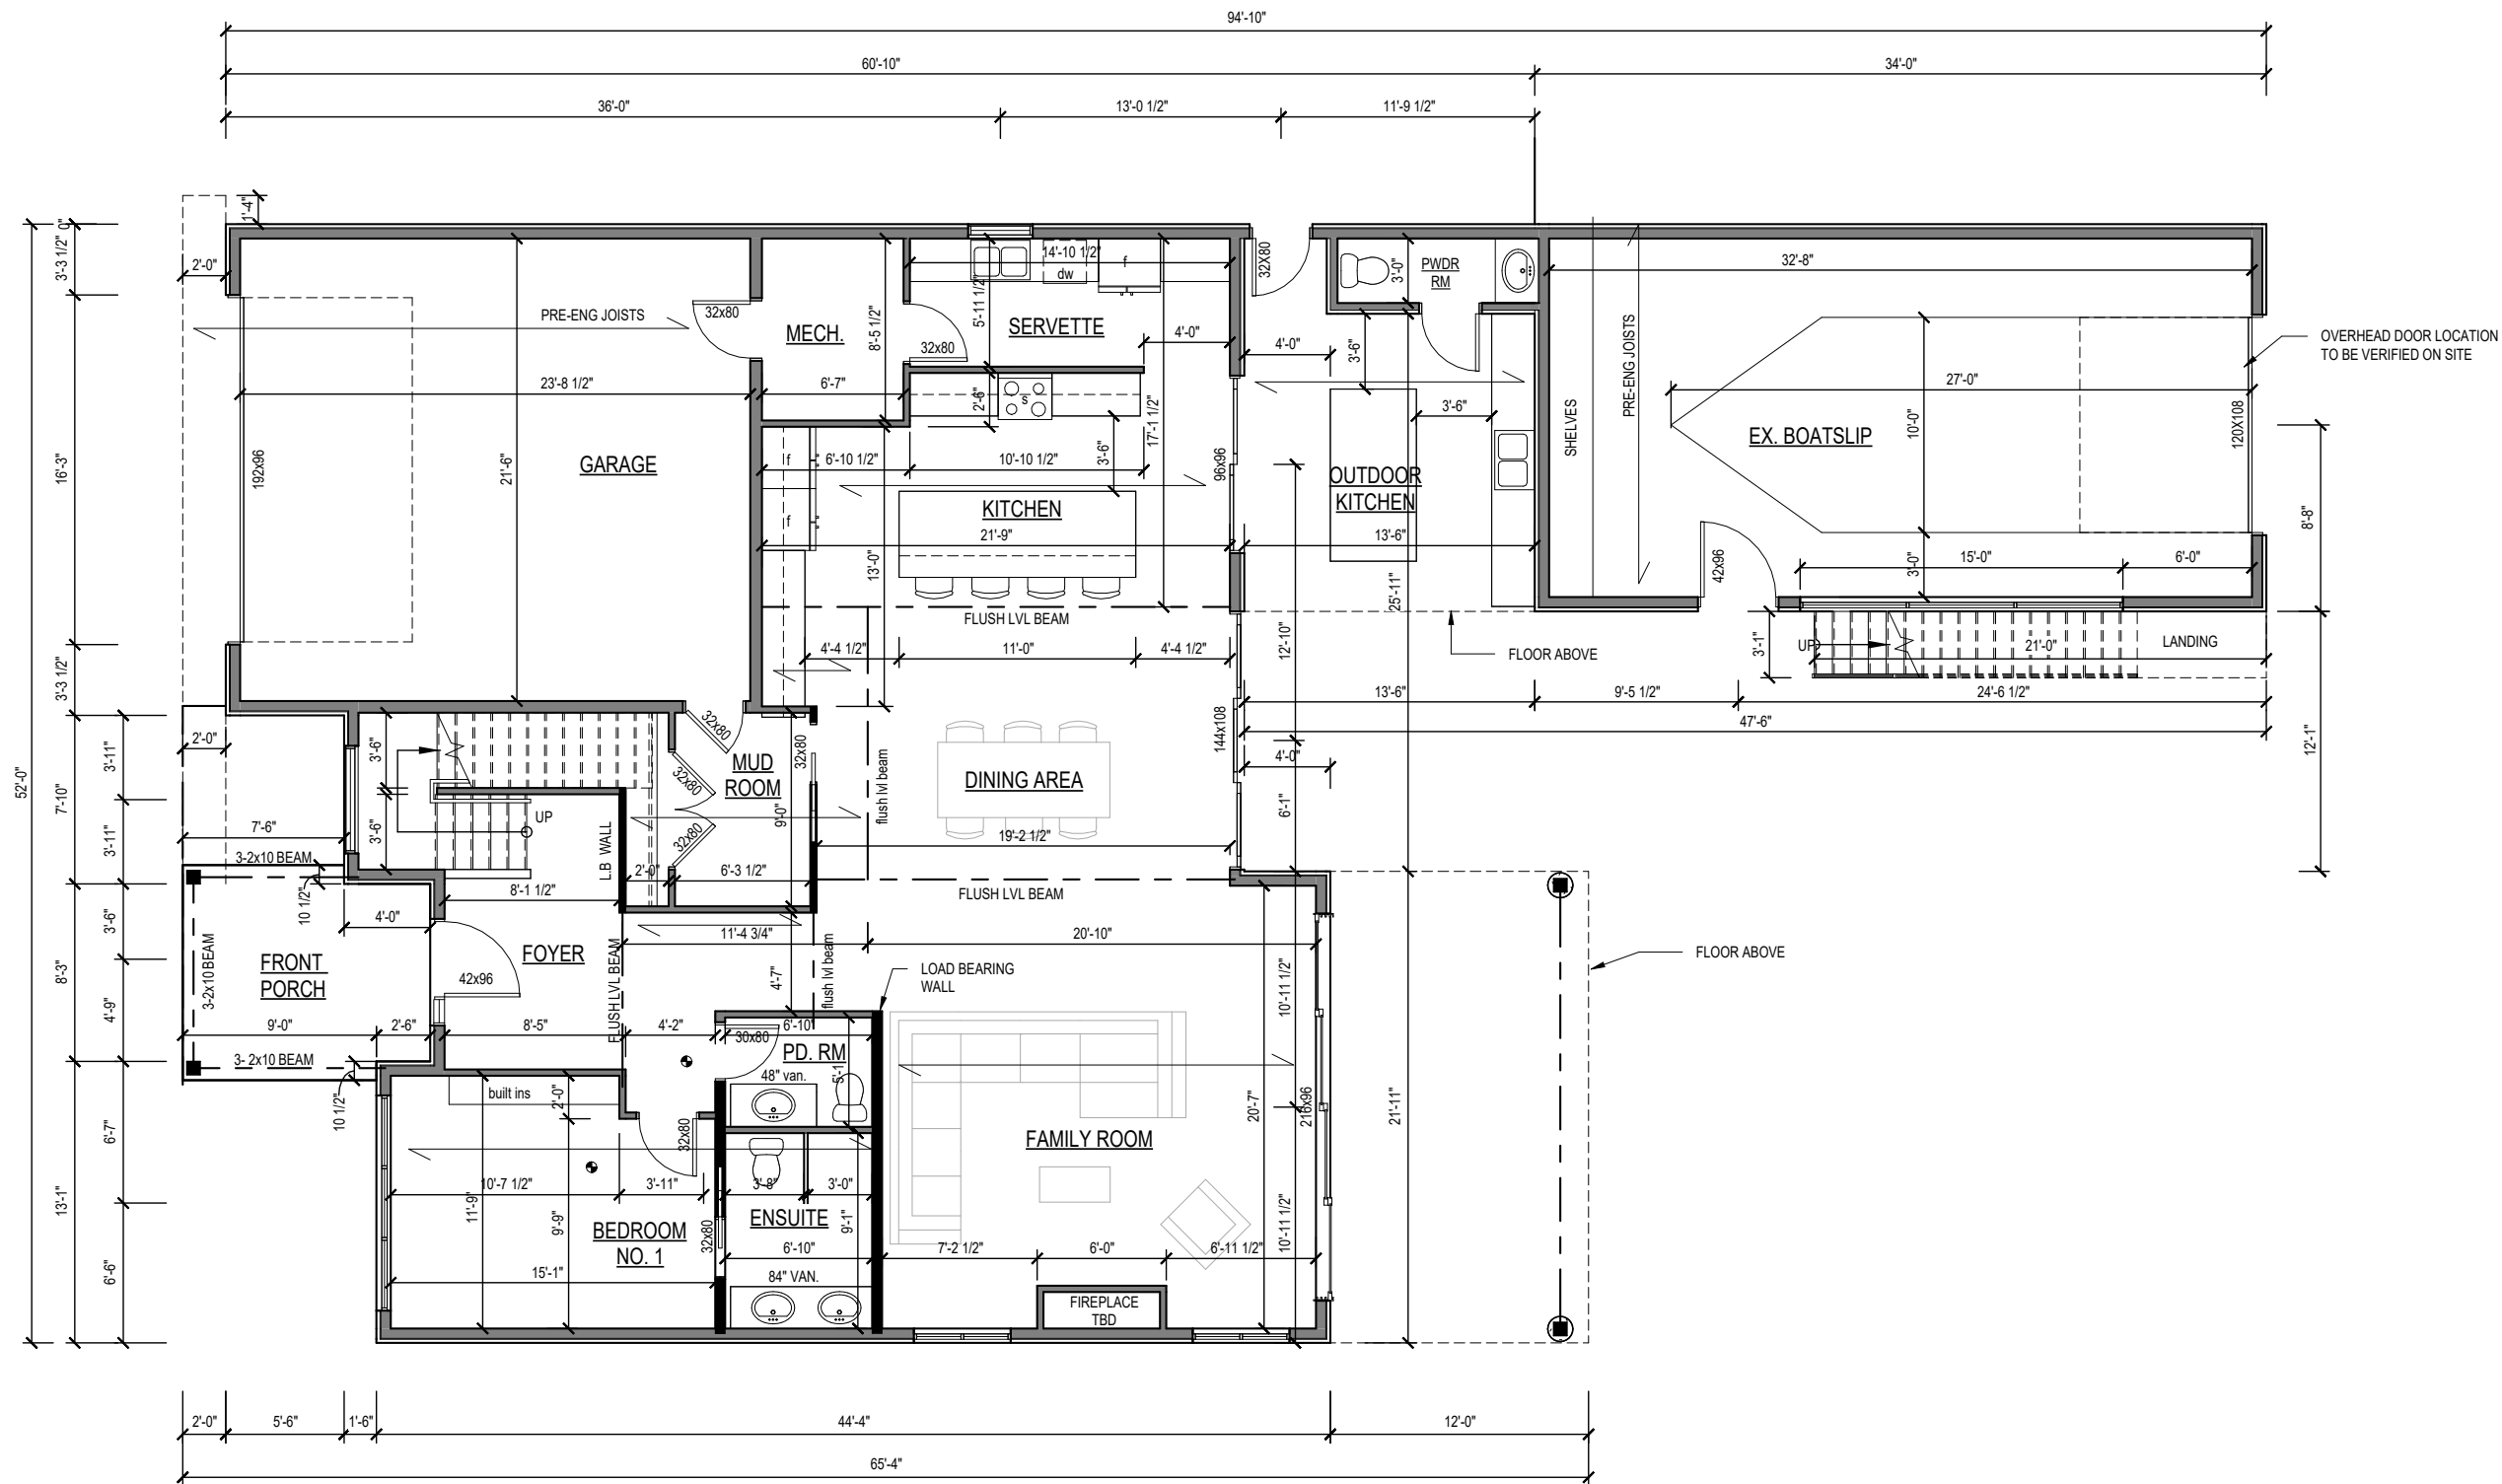 94'-10"
60'-10"
34'-0"
36'-0"
13'-0 1/2"
11'-9 1/2"
1'-4"
3'-3 1/2"
0"
2'-0"
32X80
14'-10 1/2"
dw
f
3'-0"
PWDR
RM
32'-8"
PRE-ENG JOISTS
32x80
MECH.
8'-5 1/2"
5'-11 1/2"
SERVETTE
4'-0"
32x80
4'-0"
3'-6"
OVERHEAD DOOR LOCATION
TO BE VERIFIED ON SITE
23'-8 1/2"
6'-7"
2'-6"
s
17'-1 1/2"
3'-6"
27'-0"
SHELVES
PRE-ENG JOISTS
10'-0"
EX. BOATSLIP
120X108
16'-3"
192x96
21'-6"
GARAGE
f
6'-10 1/2"
10'-10 1/2"
3'-6"
96x96
OUTDOOR
KITCHEN
f
KITCHEN
21'-9"
13'-6"
8'-8"
13'-0"
25'-11"
42x96
3'-0"
15'-0"
6'-0"
FLUSH LVL BEAM
4'-4 1/2"
11'-0"
4'-4 1/2"
12'-10"
FLOOR ABOVE
3'-1"
UP
21'-0"
LANDING
3'-3 1/2"
13'-6"
9'-5 1/2"
24'-6 1/2"
47'-6"
12'-1"
52'-0"
7'-10"
3'-11"
3'-11"
2'-0"
3'-6"
3'-6"
32x80
32x80
32x80
MUD
ROOM
32x80
9'-0"
flush lvl beam
DINING AREA
144x108
4'-0"
6'-1"
19'-2 1/2"
7'-6"
UP
L.B WALL
3-2x10 BEAM
10 1/2"
2'-0"
6'-3 1/2"
8'-1 1/2"
4'-0"
FLUSH LVL BEAM
8'-3"
3'-6"
4'-9"
FRONT
PORCH
3-2x10 BEAM
FOYER
42x96
FLUSH LVL BEAM
11'-4 3/4"
20'-10"
4'-7"
flush lvl beam
LOAD BEARING
WALL
10'-11 1/2"
FLOOR ABOVE
9'-0"
2'-6"
8'-5"
4'-2"
30x80
6'-10"
PD. RM
5'-1"
48" van.
3- 2x10 BEAM
10 1/2"
built ins
2'-0"
32x80
20'-7"
216x96
21'-11"
FAMILY ROOM
13'-1"
6'-7"
6'-6"
10'-7 1/2"
3'-11"
3'-8"
3'-0"
11'-9"
9'-9"
BEDROOM
NO. 1
32x80
ENSUITE
9'-1"
10'-11 1/2"
15'-1"
6'-10"
84" VAN.
7'-2 1/2"
6'-0"
6'-11 1/2"
FIREPLACE
TBD
2'-0"
5'-6"
1'-6"
44'-4"
12'-0"
65'-4"